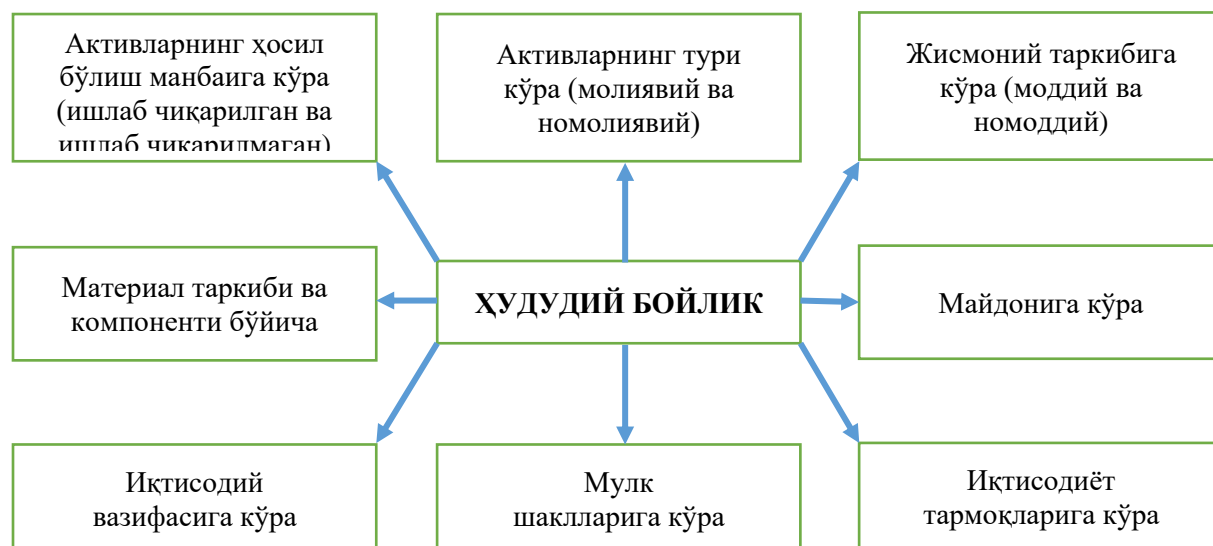 Активларнинг ҳосил
бўлиш манбаига кўра
(ишлаб чиқарилган ва
ишлаб чиқарилмаган)
Активларнинг тури
кўра (молиявий ва
номолиявий)
Жисмоний таркибига
кўра (моддий ва
номоддий)
Материал таркиби ва
компоненти бўйича
ҲУДУДИЙ БОЙЛИК
Майдонига кўра
Иқтисодий
вазифасига кўра
Мулк
шаклларига кўра
Иқтисодиёт
тармоқларига кўра